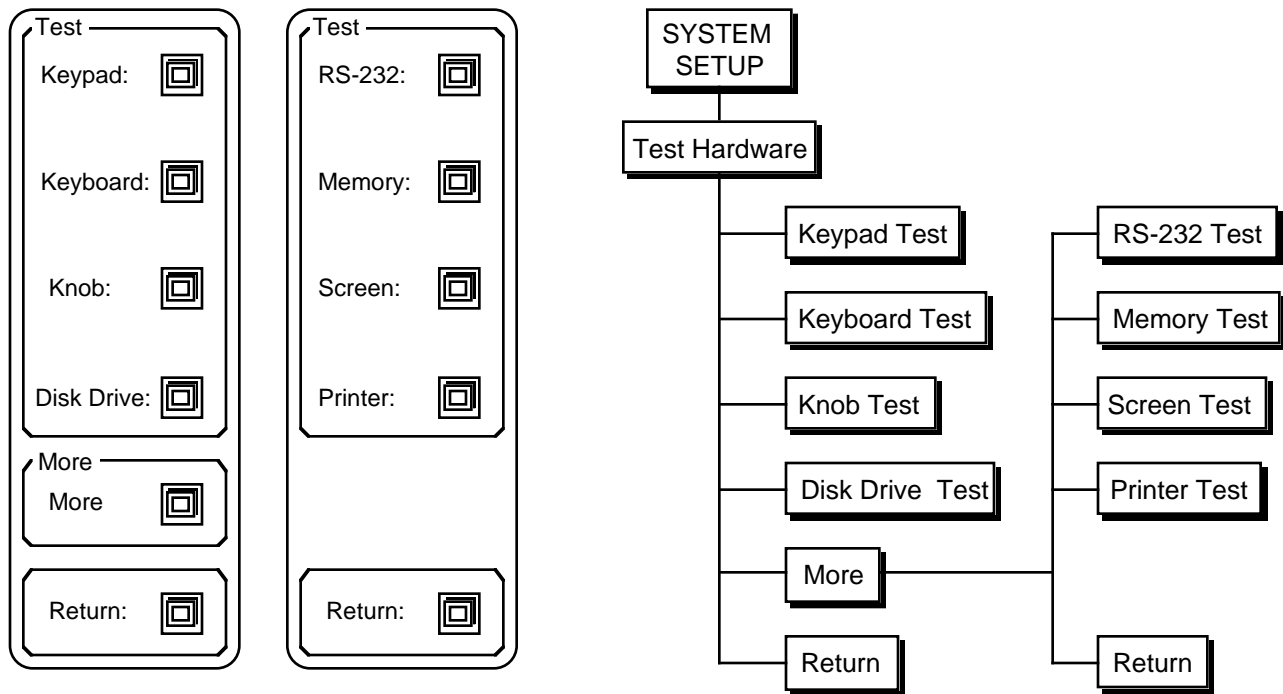 Test
Keypad:
Keyboard:
Knob:
Disk Drive:
More
More
Return:
Test
RS-232:
Memory:
Screen:
Printer:
Return:
SYSTEM
SETUP
Test Hardware
Keypad Test
Keyboard Test
Knob Test
Disk Drive Test
More
Return
RS-232 Test
Memory Test
Screen Test
Printer Test
Return